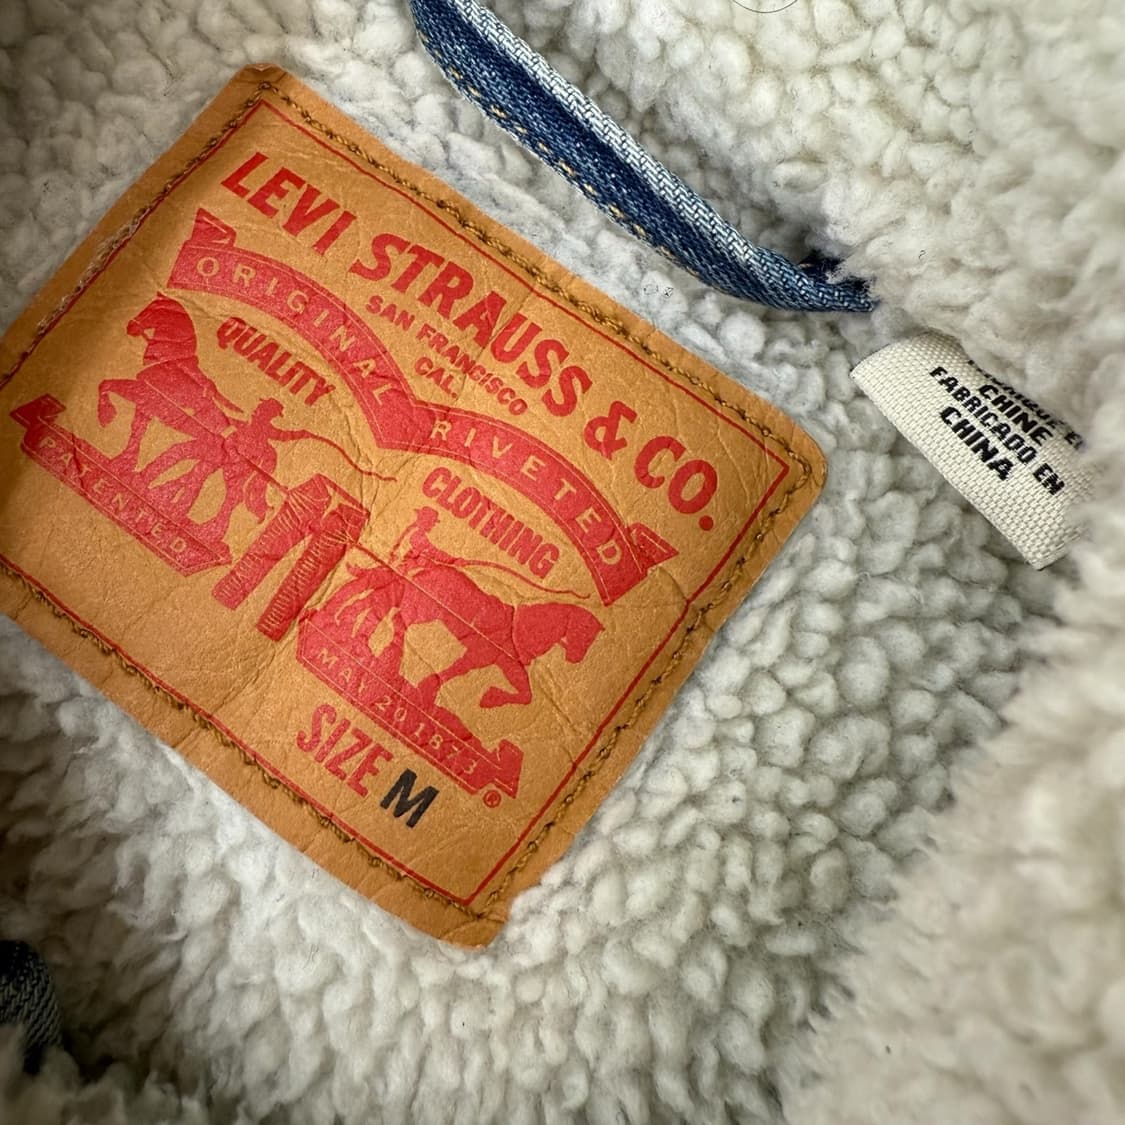 LEVI STRAUSS & CO.
SAN FRANCISCO
CAL.
ORIGINAL RIVETED
QUALITY CLOTHING
PATENTED
MAY 20 1873
SIZE M
®
CHINE
FABRICADO EN
CHINA